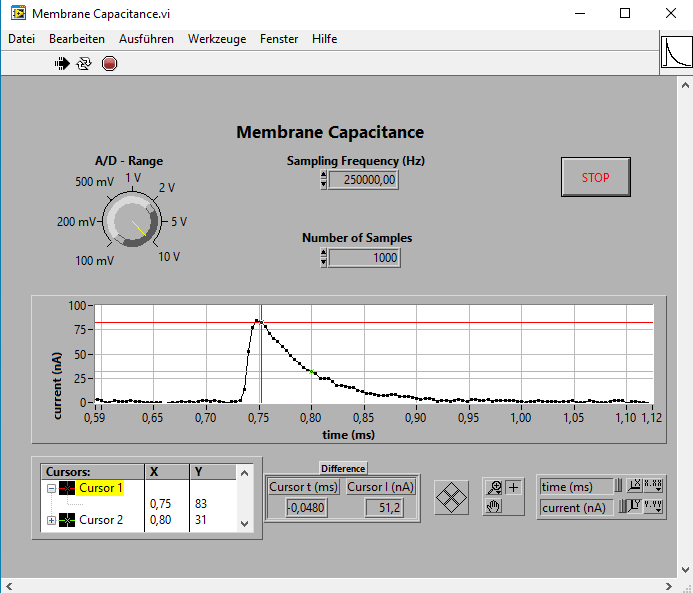 Membrane Capacitance.vi
Datei Bearbeiten Ausführen Werkzeuge Fenster Hilfe
Membrane Capacitance
A/D - Range
1 V
500 mV
2 V
200 mV
5 V
100 mV
10 V
Sampling Frequency (Hz)
250000,00
STOP
Number of Samples
1000
current (nA)
100
75
50
25
0
0,59 0,65 0,70 0,75 0,80 0,85 0,90 0,95 1,00 1,05 1,10 1,12
time (ms)
Cursors: X Y
Cursor 1
0,75 83
Cursor 2 0,80 31
Difference
Cursor t (ms) Cursor I (nA)
-0,0480 51,2
time (ms) X X.XX
current (nA) Y Y.YY